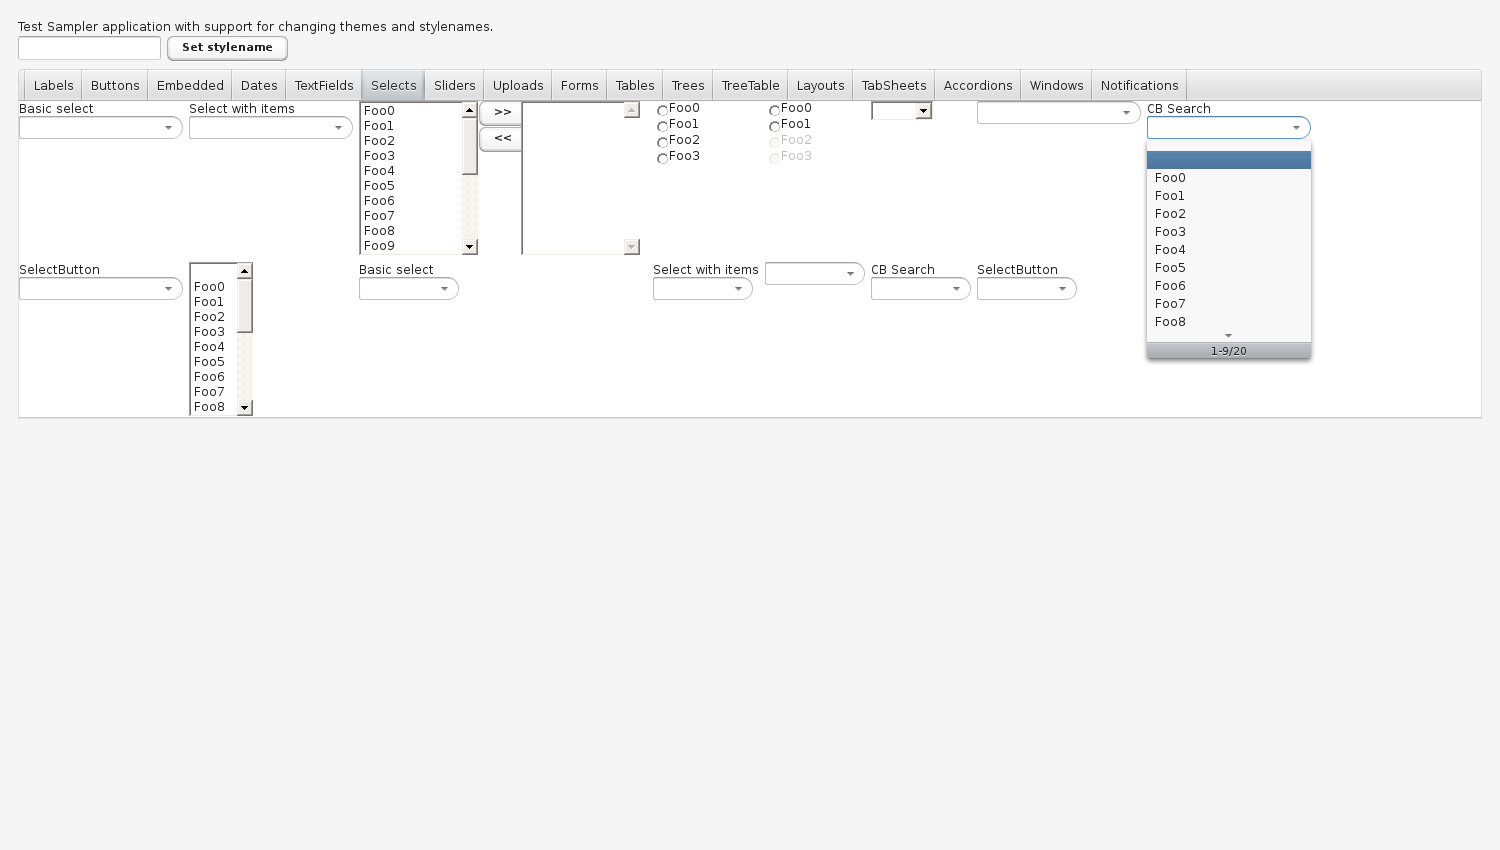 Test Sampler application with support for changing themes and stylenames.
Set stylename
Labels Buttons Embedded Dates TextFields Selects Sliders Uploads Forms Tables Trees TreeTable Layouts TabSheets Accordions Windows Notifications
Basic select
Select with items
Foo0
Foo1
Foo2
Foo3
Foo4
Foo5
Foo6
Foo7
Foo8
Foo9
>>
<<
Foo0
Foo1
Foo2
Foo3
Foo0
Foo1
Foo2
Foo3
CB Search
Foo0
Foo1
Foo2
Foo3
Foo4
Foo5
Foo6
Foo7
Foo8
1-9/20
SelectButton
Foo0
Foo1
Foo2
Foo3
Foo4
Foo5
Foo6
Foo7
Foo8
Basic select
Select with items
CB Search
SelectButton